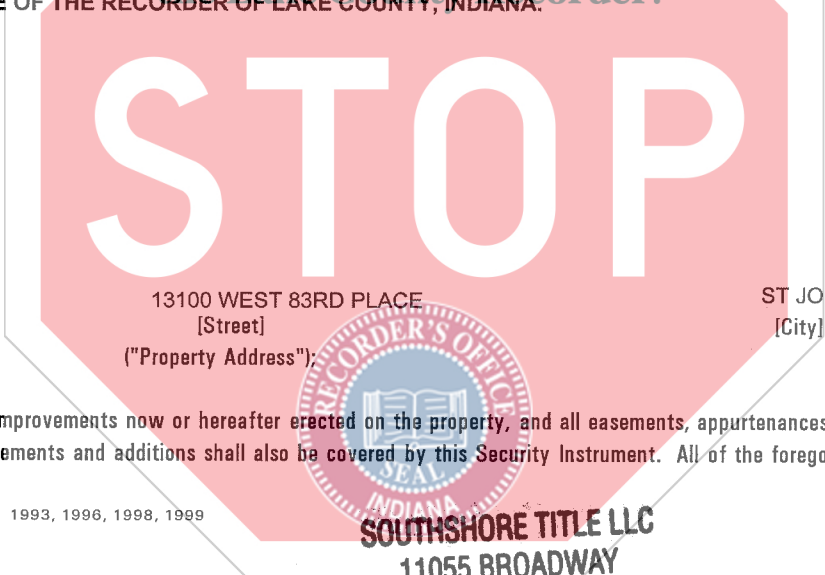 OF THE RECORDER OF LAKE COUNTY, INDIANA.
STOP
13100 WEST 83RD PLACE ST JO
[Street] [City]
("Property Address");
RECORDER'S OFFICE
mprovements now or hereafter erected on the property, and all easements, appurtenances
ements and additions shall also be covered by this Security Instrument. All of the forego
SEAL
INDIANA
1993, 1996, 1998, 1999
SOUTHSHORE TITLE LLC
11055 BROADWAY